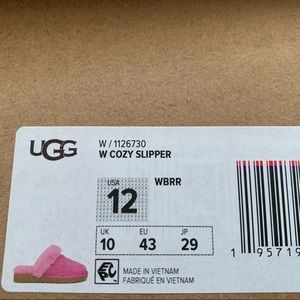 UGG
W / 1126730
W COZY SLIPPER
USA
12
WBRR
UK EU JP
10 43 29
MADE IN VIETNAM
FABRIQUÉ AU VIETNAM
1 95719